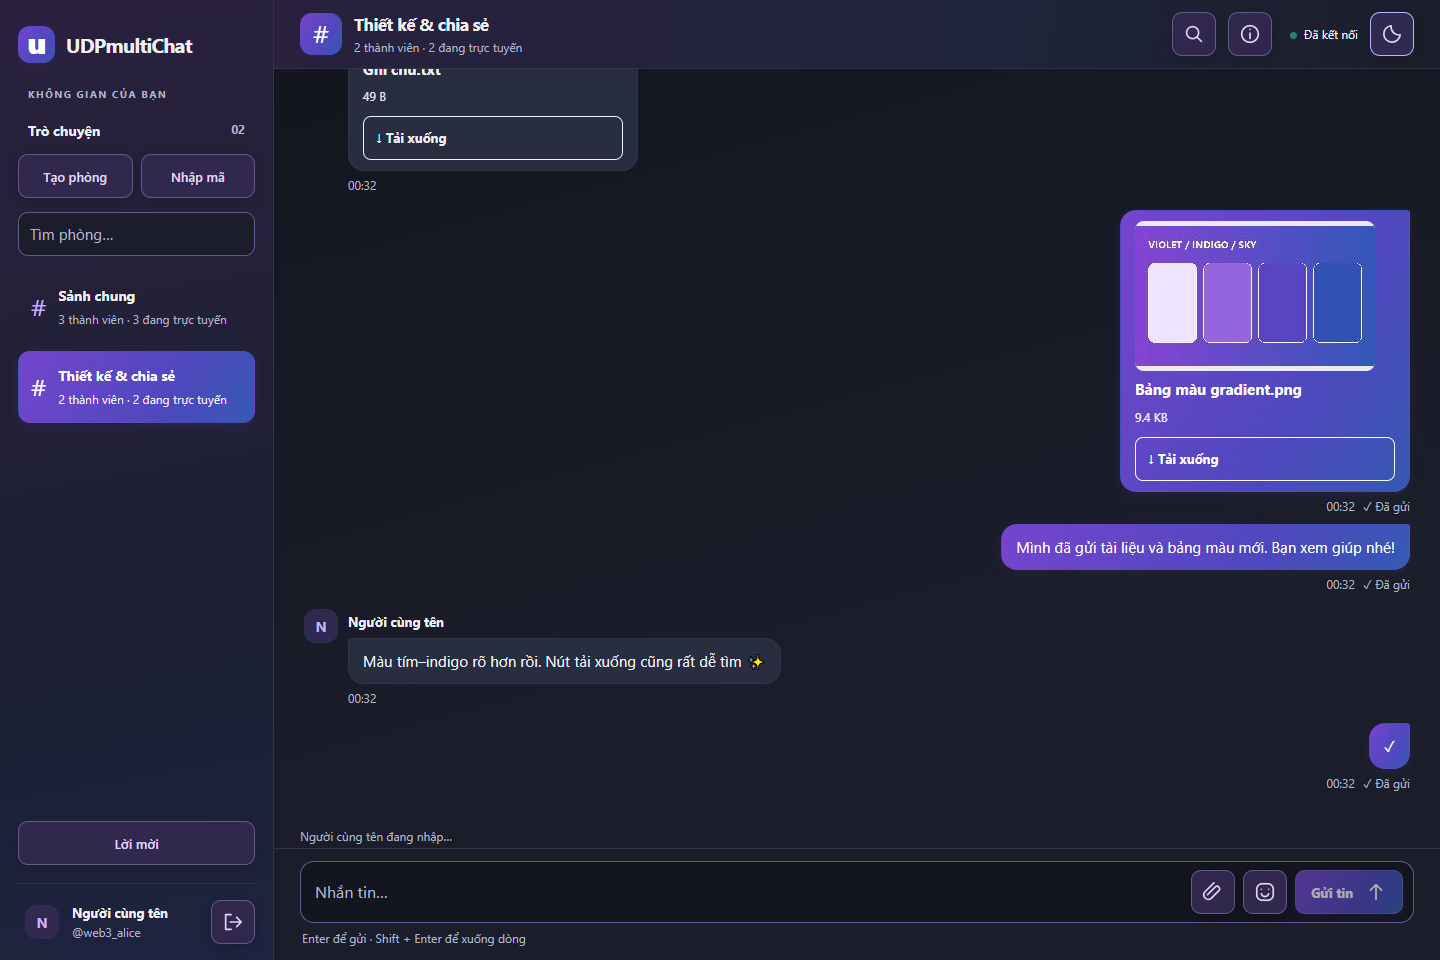 u UDPmultiChat
KHÔNG GIAN CỦA BẠN
Trò chuyện 02
Tạo phòng
Nhập mã
Tìm phòng...
# Sảnh chung
3 thành viên · 3 đang trực tuyến
# Thiết kế & chia sẻ
2 thành viên · 2 đang trực tuyến
Lời mời
N Người cùng tên
@web3_alice
# Thiết kế & chia sẻ
2 thành viên · 2 đang trực tuyến
Đã kết nối
Ghi chú.txt
49 B
↓ Tải xuống
00:32
VIOLET / INDIGO / SKY
Bảng màu gradient.png
9.4 KB
↓ Tải xuống
00:32 ✓ Đã gửi
Mình đã gửi tài liệu và bảng màu mới. Bạn xem giúp nhé!
00:32 ✓ Đã gửi
N Người cùng tên
Màu tím–indigo rõ hơn rồi. Nút tải xuống cũng rất dễ tìm ✨
00:32
✓
00:32 ✓ Đã gửi
Người cùng tên đang nhập...
Nhắn tin...
Gửi tin ↑
Enter để gửi · Shift + Enter để xuống dòng